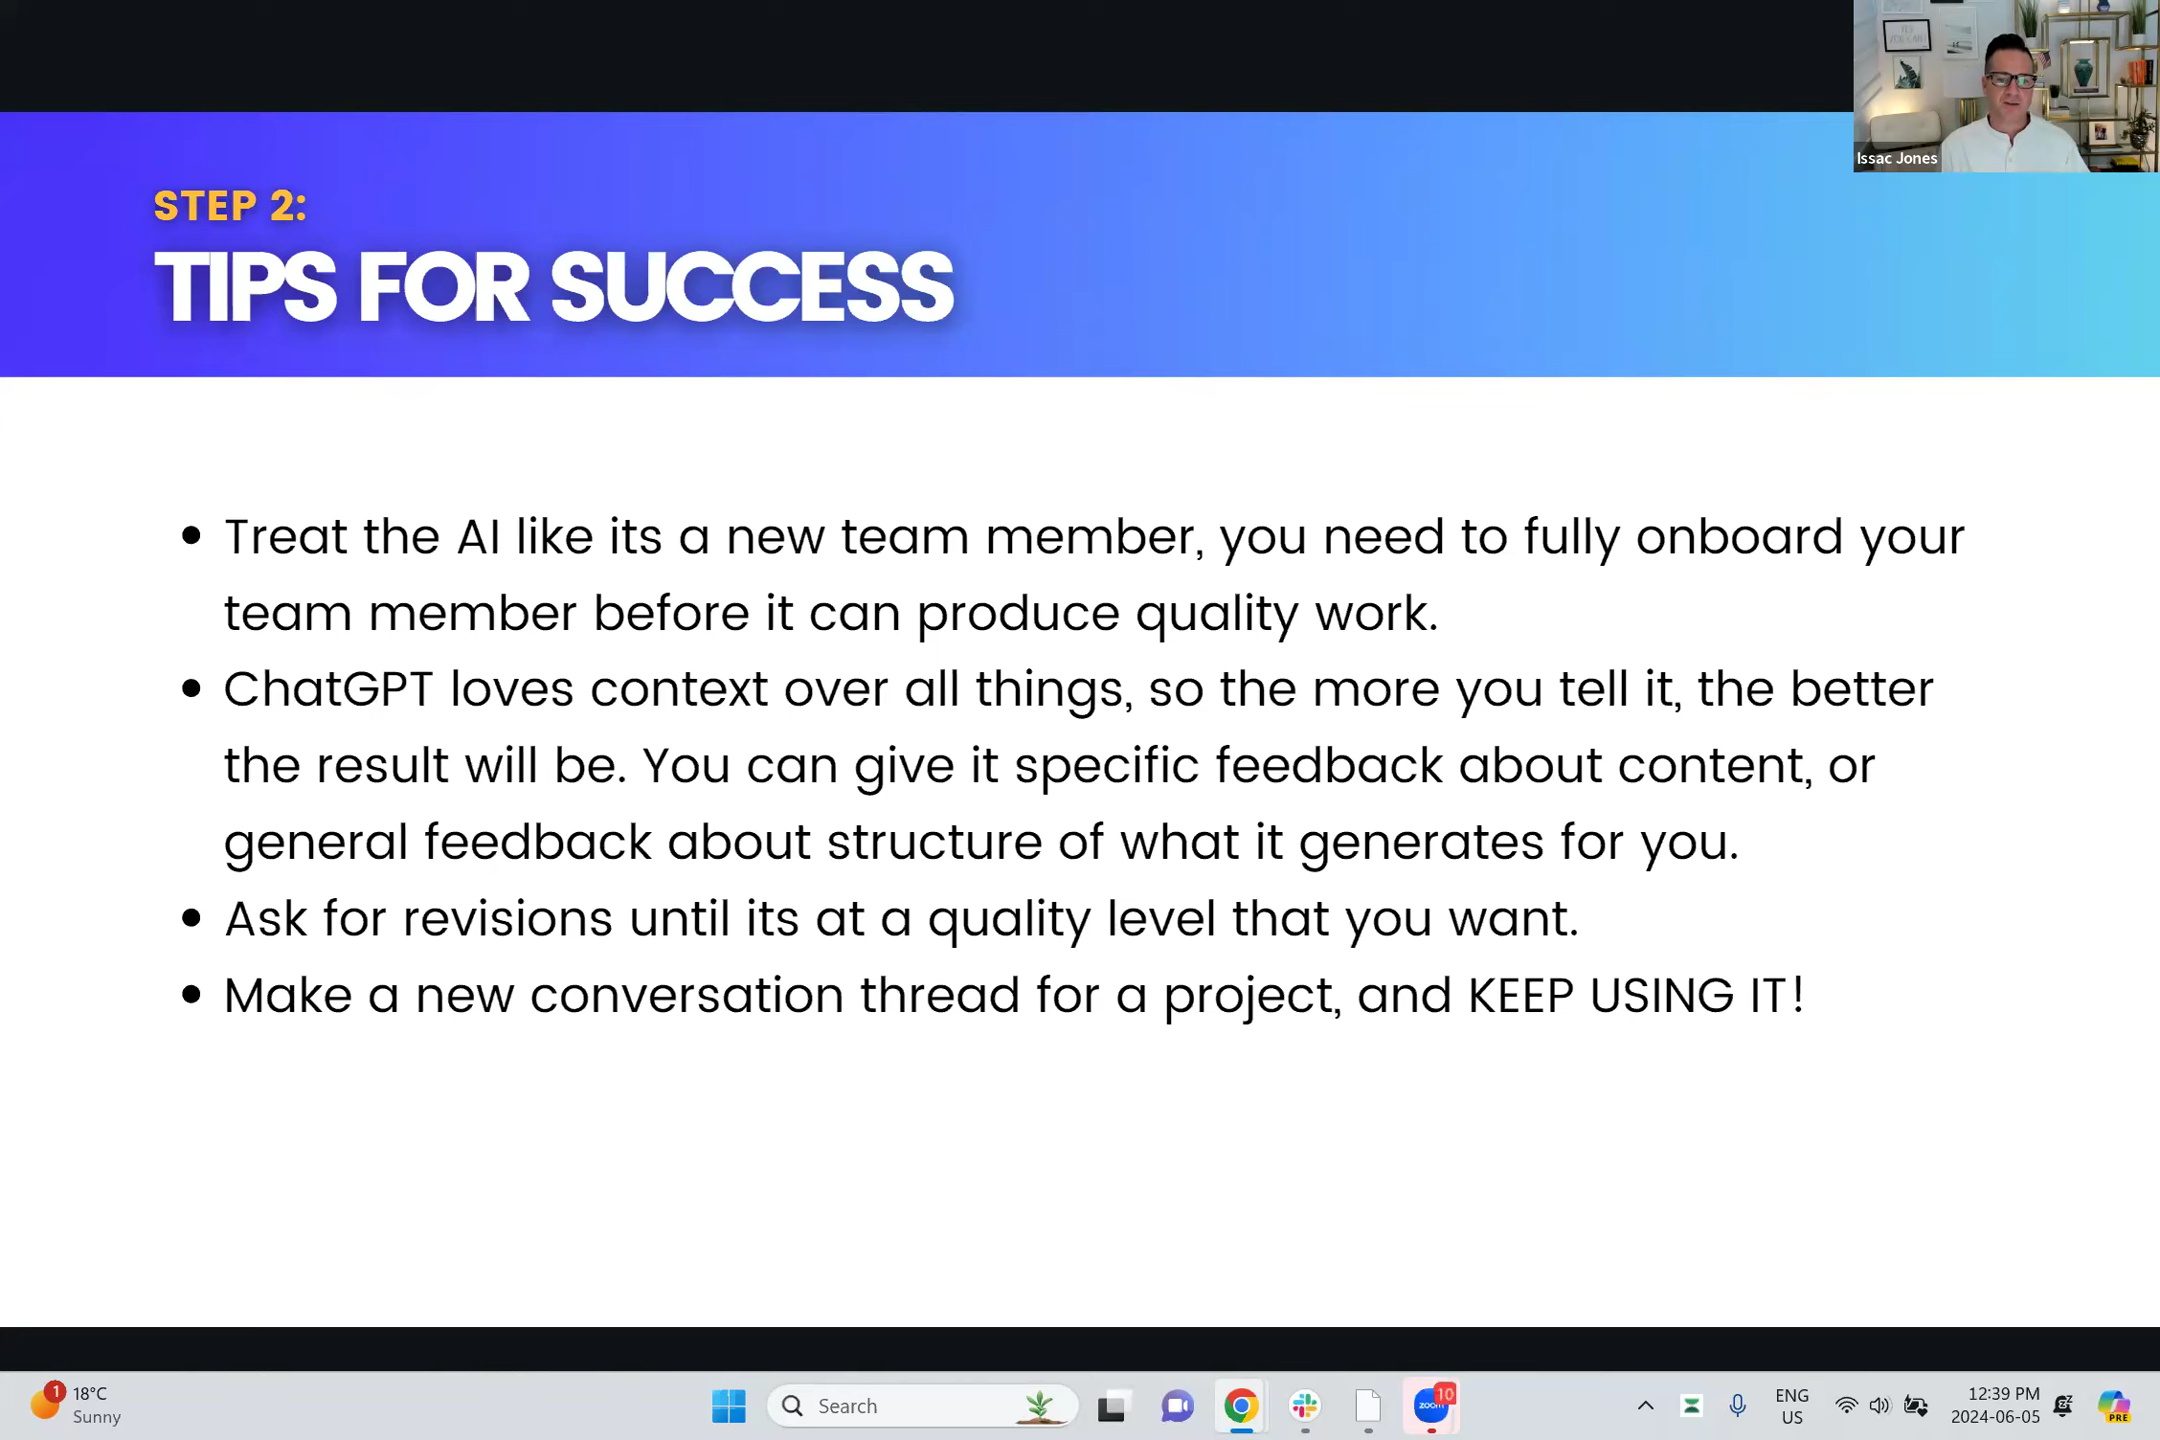 Issac Jones
STEP 2:
TIPS FOR SUCCESS
• Treat the AI like its a new team member, you need to fully onboard your
team member before it can produce quality work.
• ChatGPT loves context over all things, so the more you tell it, the better
the result will be. You can give it specific feedback about content, or
general feedback about structure of what it generates for you.
• Ask for revisions until its at a quality level that you want.
• Make a new conversation thread for a project, and KEEP USING IT!
1
18°C
Sunny
Search
zoom
10
ENG
US
12:39 PM
2024-06-05
PRE